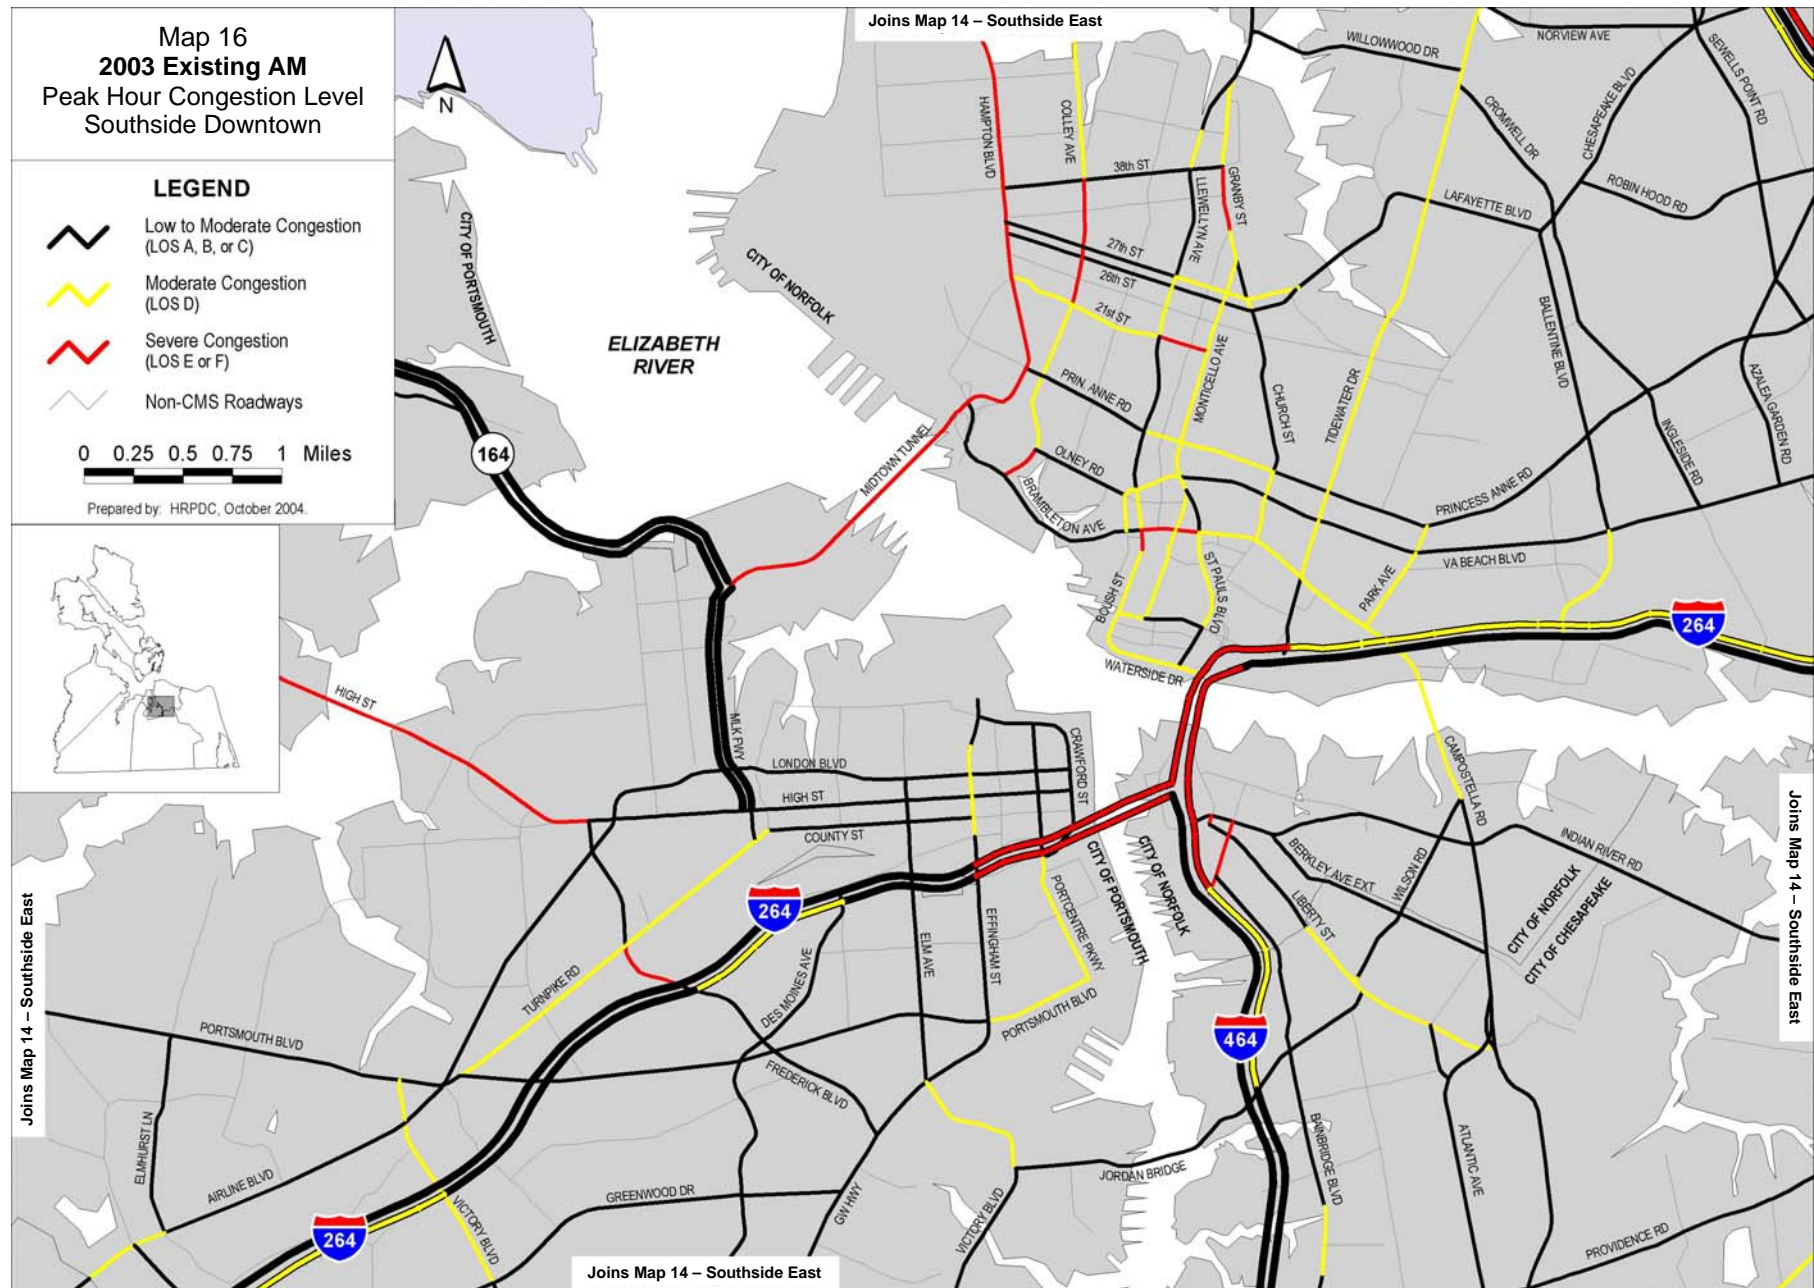 Joins Map 14 – Southside East
Map 16
2003 Existing AM
Peak Hour Congestion Level
Southside Downtown
LEGEND
Low to Moderate Congestion
(LOS A, B, or C)
Moderate Congestion
(LOS D)
Severe Congestion
(LOS E or F)
Non-CMS Roadways
0 0.25 0.5 0.75 1 Miles
Prepared by: HRPDC, October 2004.
N
CITY OF PORTSMOUTH
CITY OF NORFOLK
ELIZABETH
RIVER
164
MIDTOWN TUNNEL
HAMPTON BLVD
COLLEY AVE
38th ST
LLEWELLYN AVE
GRANBY ST
27th ST
26th ST
21st ST
PRIN. ANNE RD
MONTICELLO AVE
CHURCH ST
TIDEWATER DR
OLNEY RD
BRAMBLETON AVE
BOUSH ST
ST PAULS BLVD
WATERSIDE DR
WILLOWWOOD DR
NORVIEW AVE
SEWELLS POINT RD
CHESAPEAKE BLVD
CROMWELL DR
ROBIN HOOD RD
LAFAYETTE BLVD
BALLENTINE BLVD
AZALEA GARDEN RD
INGLESIDE RD
PRINCESS ANNE RD
VA BEACH BLVD
PARK AVE
264
HIGH ST
MLK FWY
LONDON BLVD
HIGH ST
COUNTY ST
CRAWFORD ST
CITY OF PORTSMOUTH
CITY OF NORFOLK
CAMPOSTELLA RD
INDIAN RIVER RD
BERKLEY AVE EXT
WILSON RD
LIBERTY ST
CITY OF NORFOLK
CITY OF CHESAPEAKE
264
TURNPIKE RD
DES MOINES AVE
ELM AVE
EFFINGHAM ST
PORTCENTRE PKWY
PORTSMOUTH BLVD
464
PORTSMOUTH BLVD
FREDERICK BLVD
ELMHURST LN
AIRLINE BLVD
VICTORY BLVD
GREENWOOD DR
GW HWY
VICTORY BLVD
JORDAN BRIDGE
BAINBRIDGE BLVD
ATLANTIC AVE
PROVIDENCE RD
264
Joins Map 14 – Southside East
Joins Map 14 – Southside East
Joins Map 14 – Southside East